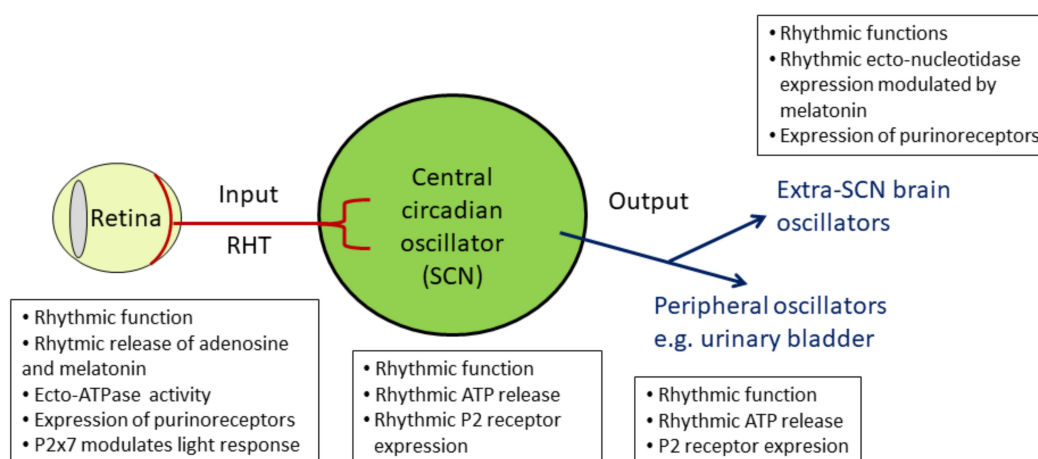 • Rhythmic functions
• Rhythmic ecto-nucleotidase
expression modulated by
melatonin
• Expression of purinoreceptors
Retina
Input
RHT
Central
circadian
oscillator
(SCN)
Output
Extra-SCN brain
oscillators
Peripheral oscillators
e.g. urinary bladder
• Rhythmic function
• Rhytmic release of adenosine
and melatonin
• Ecto-ATPase activity
• Expression of purinoreceptors
• P2x7 modulates light response
• Rhythmic function
• Rhythmic ATP release
• Rhythmic P2 receptor
expression
• Rhythmic function
• Rhythmic ATP release
• P2 receptor expresion